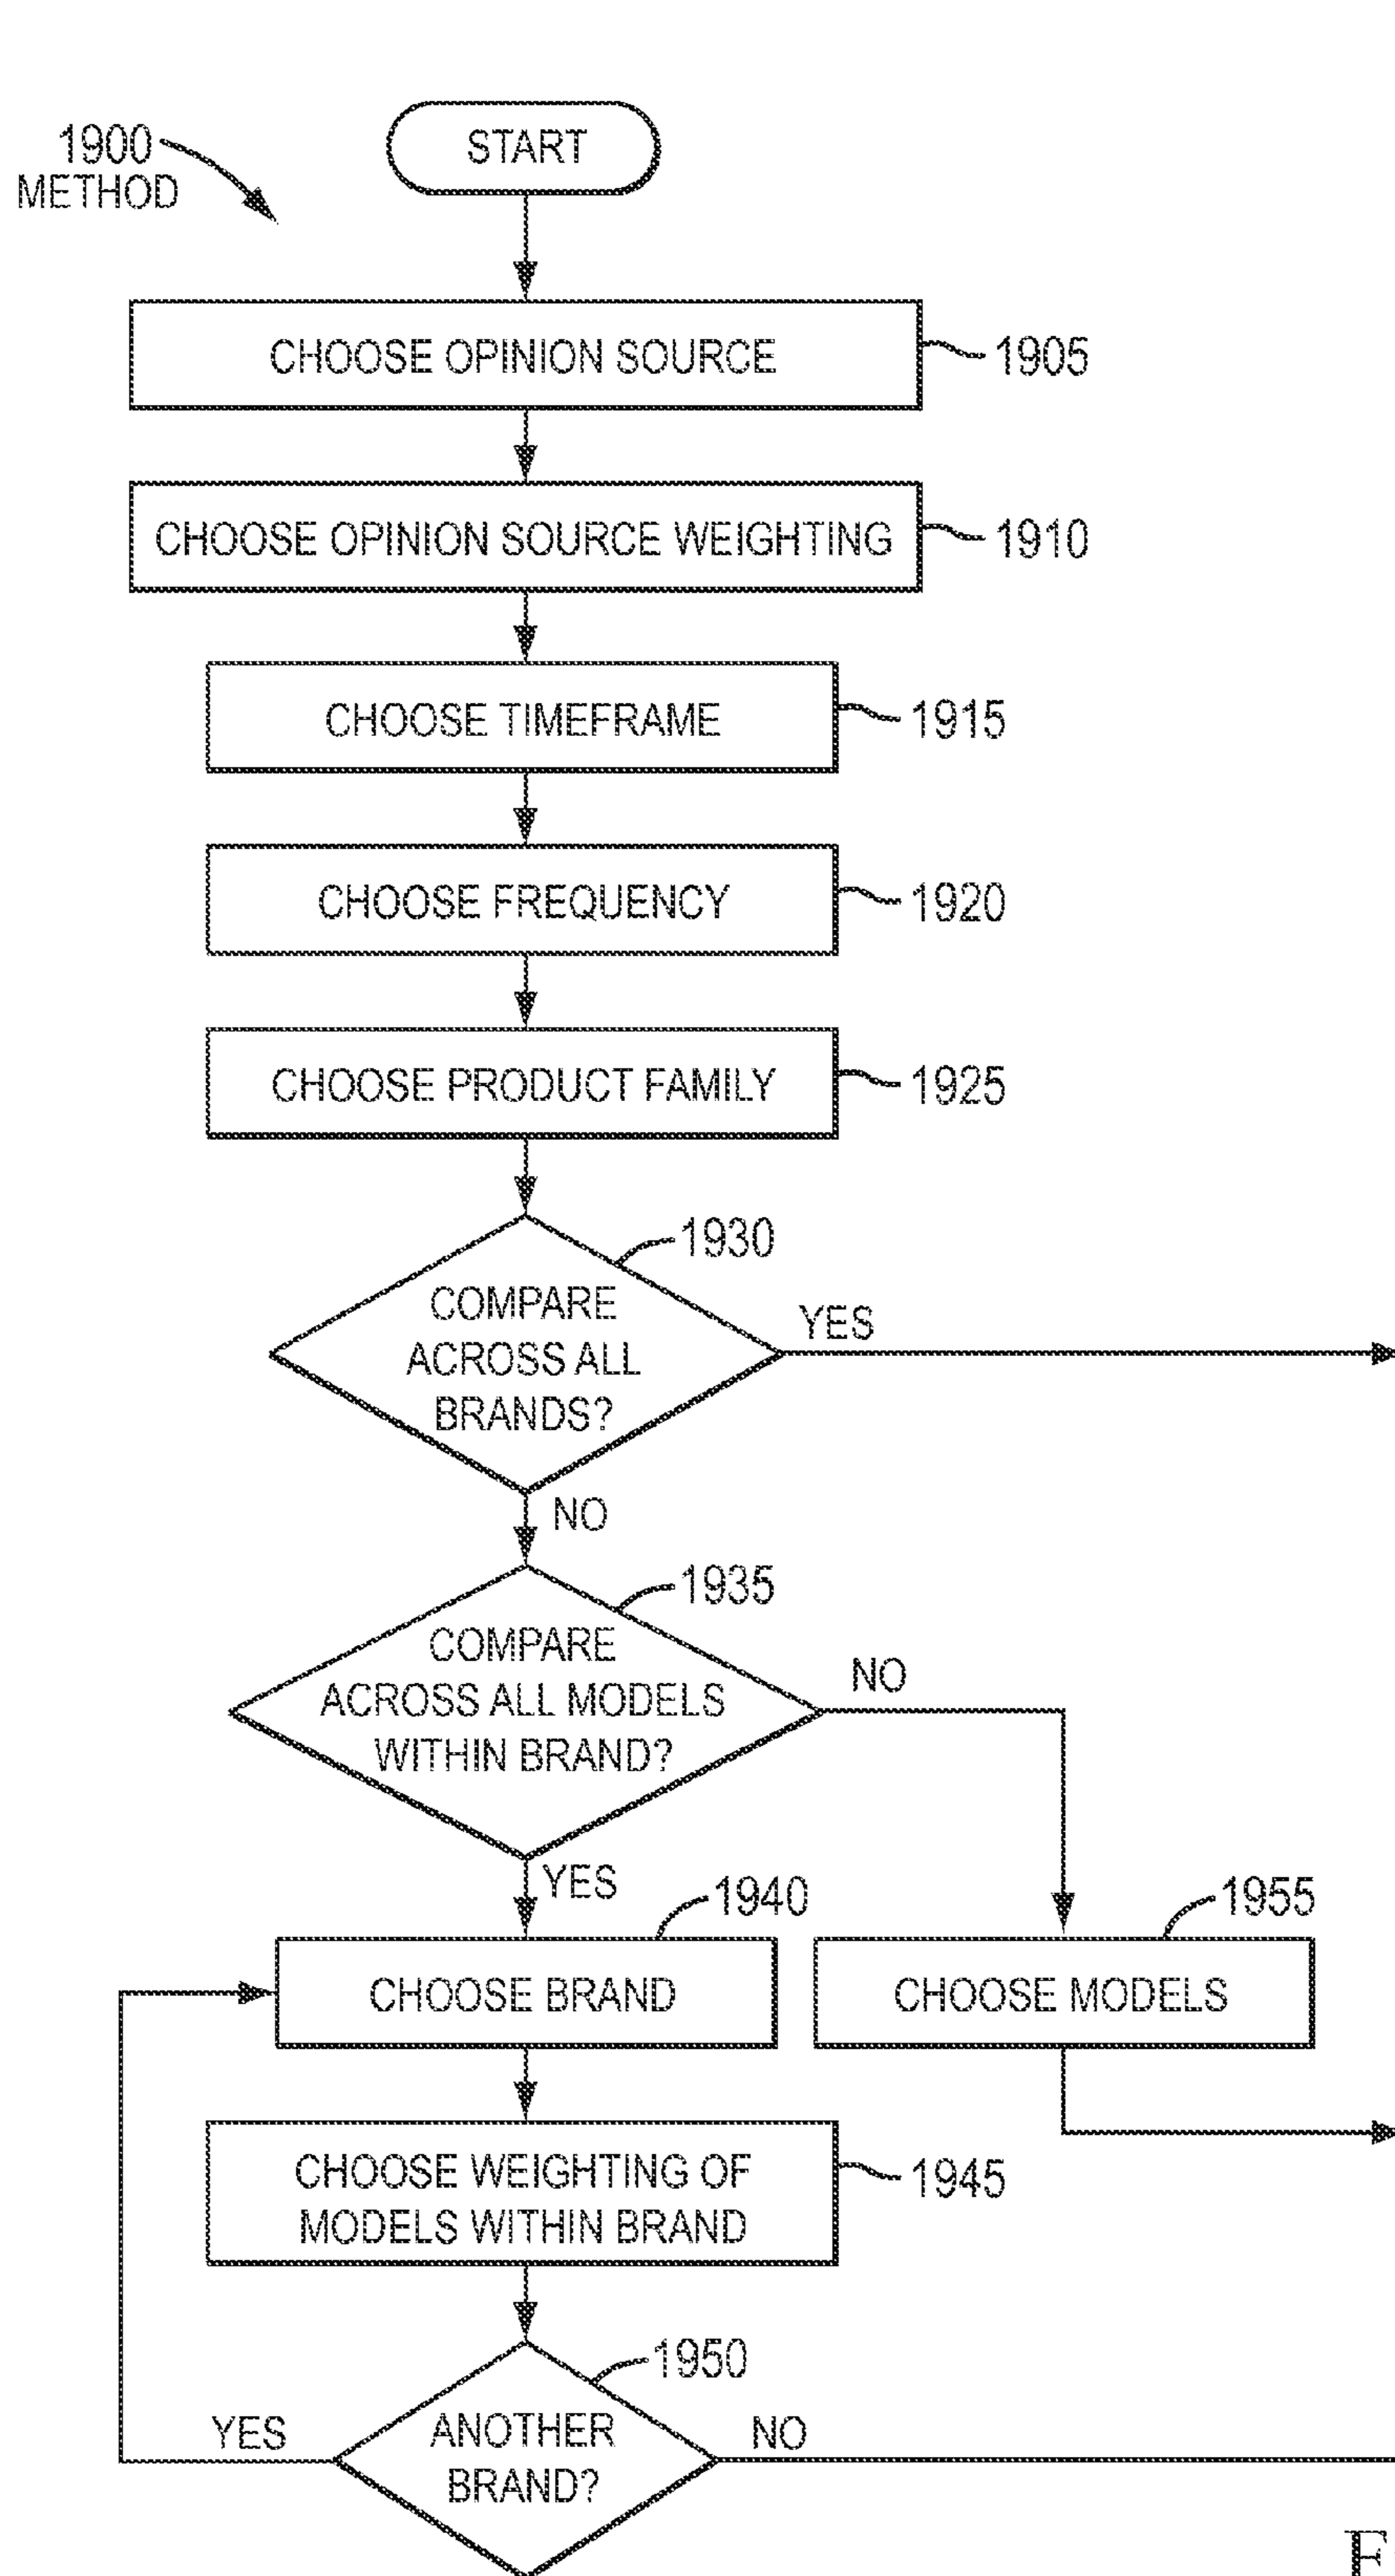 1900
METHOD
START
CHOOSE OPINION SOURCE
1905
CHOOSE OPINION SOURCE WEIGHTING
1910
CHOOSE TIMEFRAME
1915
CHOOSE FREQUENCY
1920
CHOOSE PRODUCT FAMILY
1925
1930
COMPARE
ACROSS ALL
BRANDS?
YES
NO
1935
COMPARE
ACROSS ALL MODELS
WITHIN BRAND?
NO
YES
1940
CHOOSE BRAND
1955
CHOOSE MODELS
CHOOSE WEIGHTING OF
MODELS WITHIN BRAND
1945
1950
ANOTHER
BRAND?
YES
NO